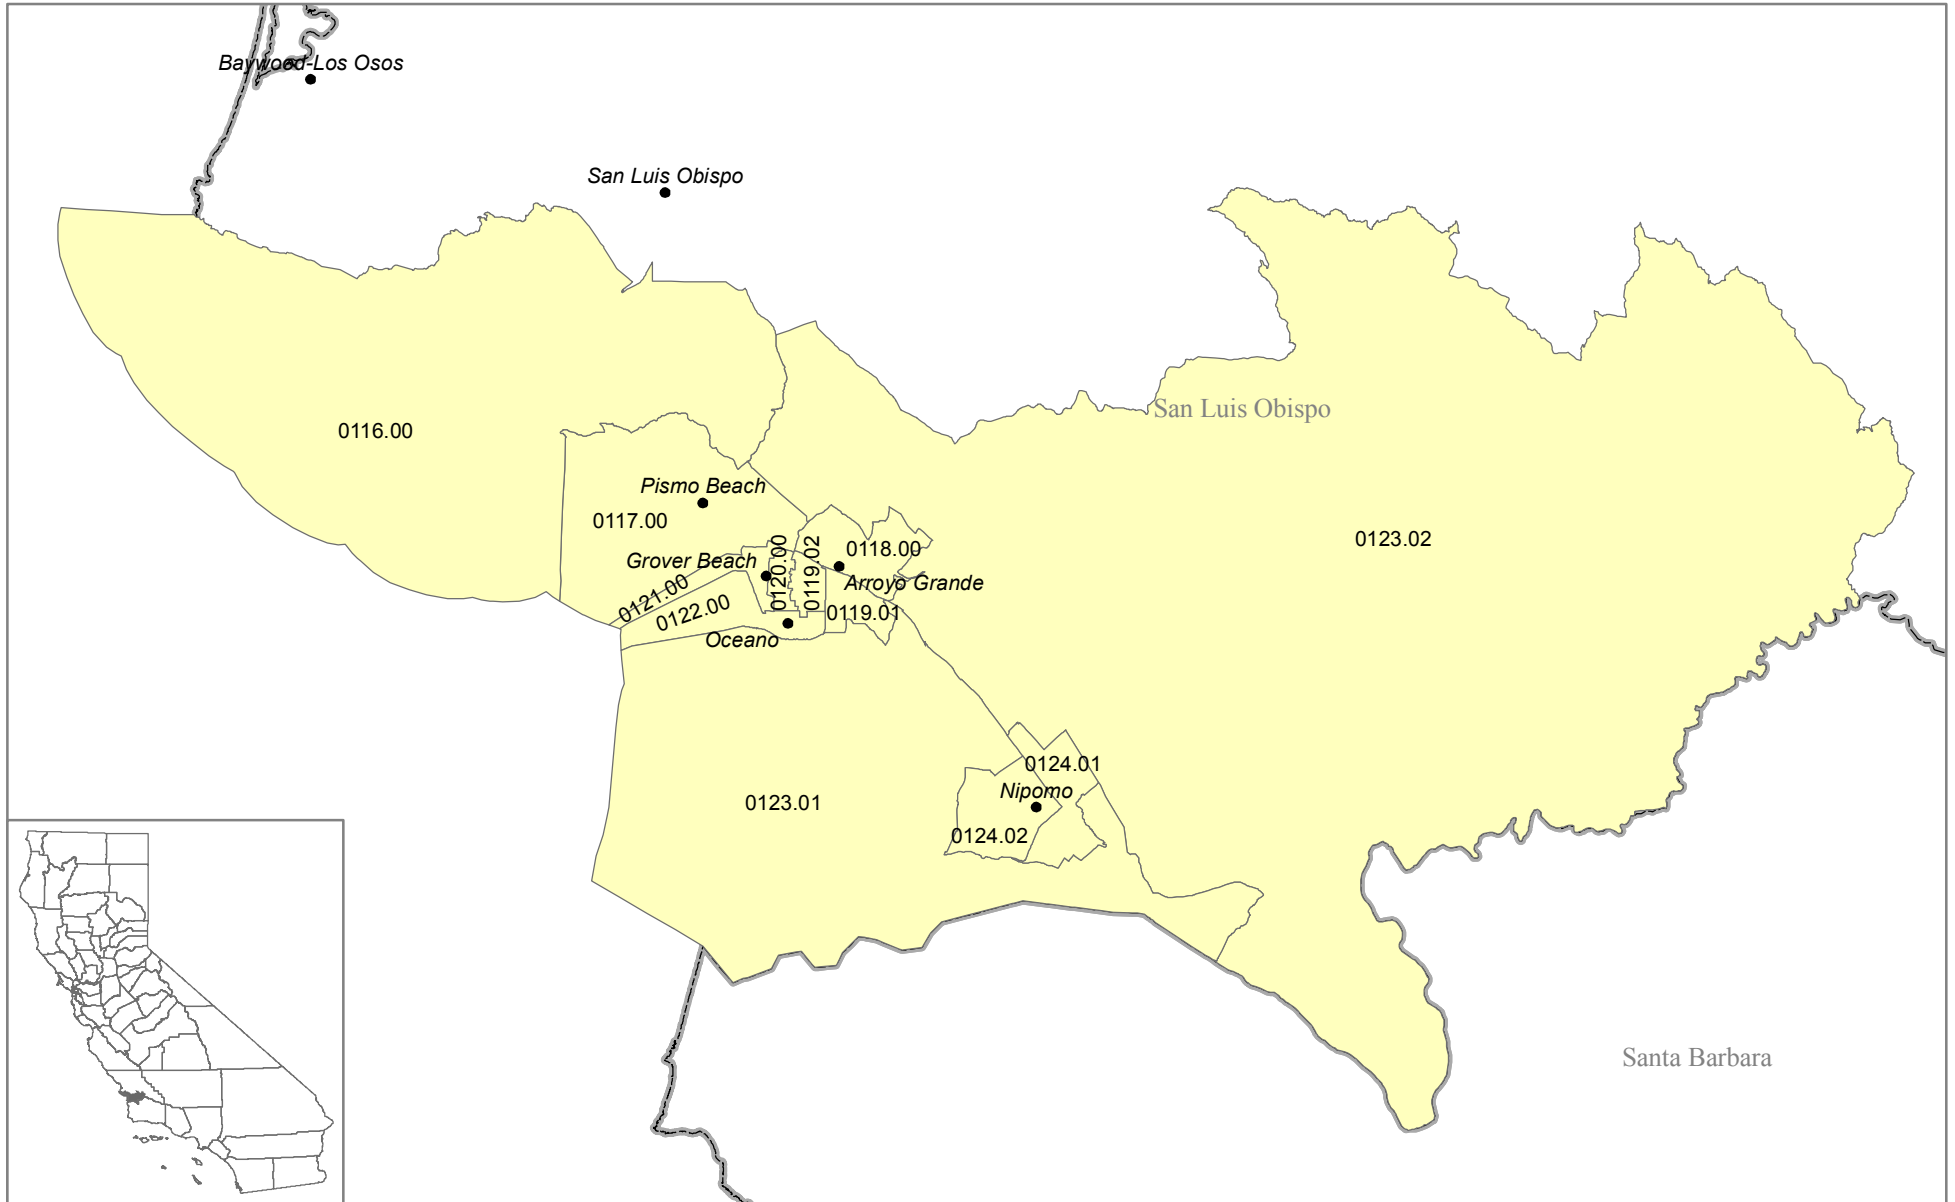 Baywood-Los Osos
San Luis Obispo
San Luis Obispo
0116.00
Pismo Beach
0117.00
0123.02
0118.00
Grover Beach
0120.00
0119.02
Arroyo Grande
0121.00
0122.00
0119.01
Oceano
0124.01
Nipomo
0123.01
0124.02
Santa Barbara